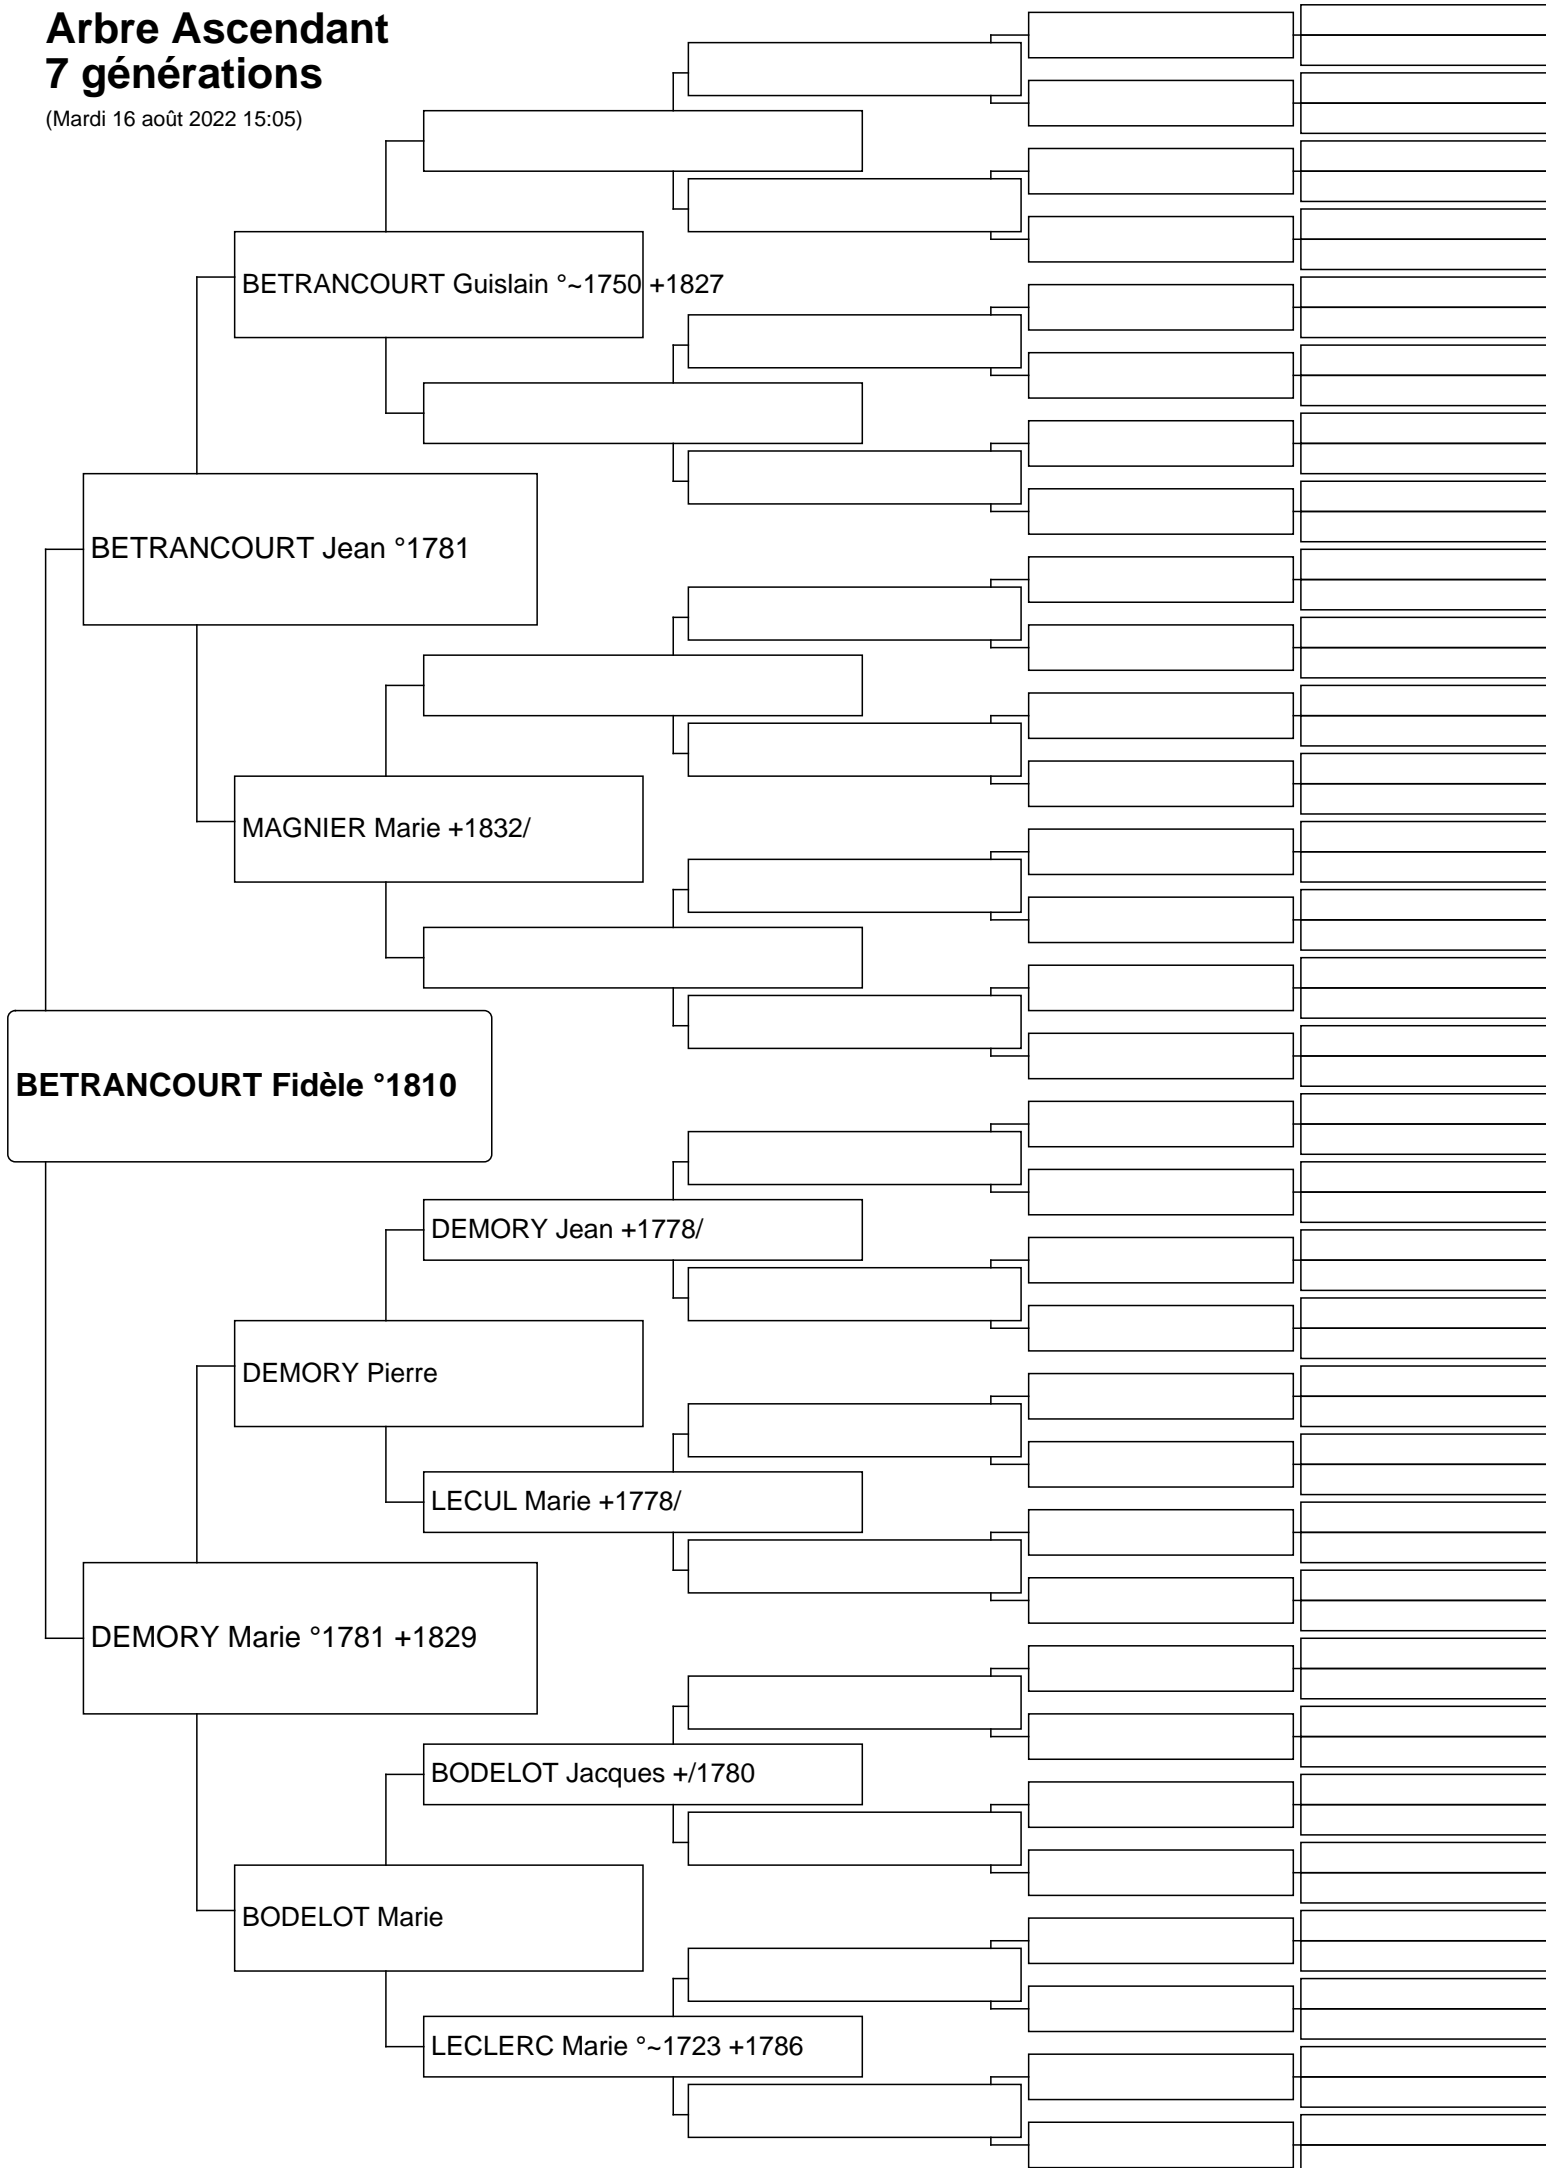 Arbre Ascendant
7 générations
(Mardi 16 août 2022 15:05)
BETRANCOURT Guislain °~1750 +1827
BETRANCOURT Jean °1781
MAGNIER Marie +1832/
BETRANCOURT Fidèle °1810
DEMORY Jean +1778/
DEMORY Pierre
LECUL Marie +1778/
DEMORY Marie °1781 +1829
BODELOT Jacques +/1780
BODELOT Marie
LECLERC Marie °~1723 +1786